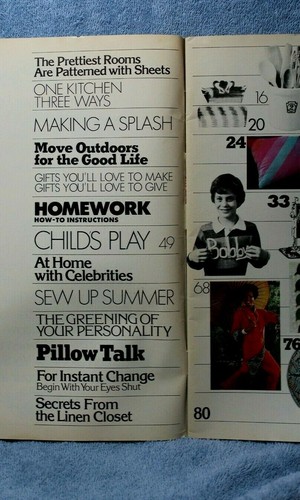 The Prettiest Rooms
Are Patterned with Sheets
ONE KITCHEN
THREE WAYS
MAKING A SPLASH
Move Outdoors
for the Good Life
GIFTS YOU'LL LOVE TO MAKE
GIFTS YOU'LL LOVE TO GIVE
HOMEWORK
HOW-TO INSTRUCTIONS
CHILDS PLAY 49
At Home
with Celebrities
SEW UP SUMMER
THE GREENING OF
YOUR PERSONALITY
Pillow Talk
For Instant Change
Begin With Your Eyes Shut
Secrets From
the Linen Closet
16
20
24
33
Bobby
68
76
80